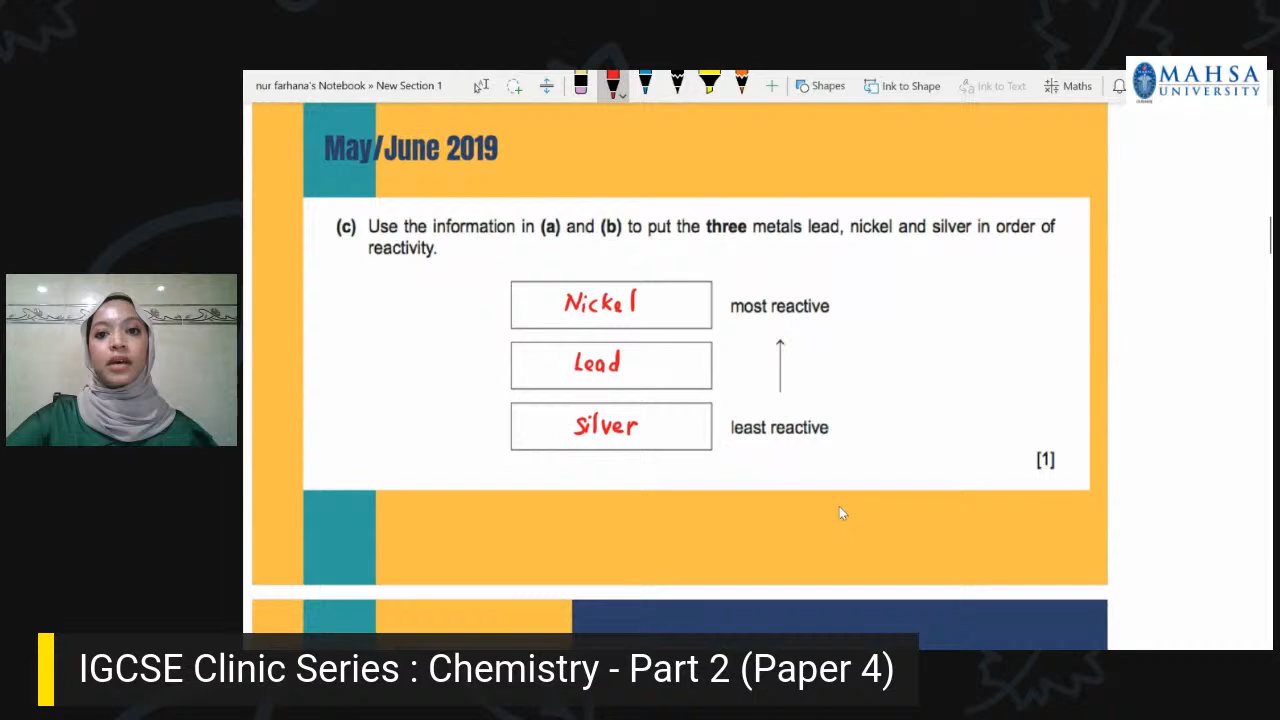 nur farhana's Notebook » New Section 1
Shapes
Ink to Shape
Ink to Text
Maths
MAHSA
UNIVERSITY
May/June 2019
(c) Use the information in (a) and (b) to put the three metals lead, nickel and silver in order of
reactivity.
Nickel
most reactive
Lead
Silver
least reactive
[1]
IGCSE Clinic Series : Chemistry - Part 2 (Paper 4)